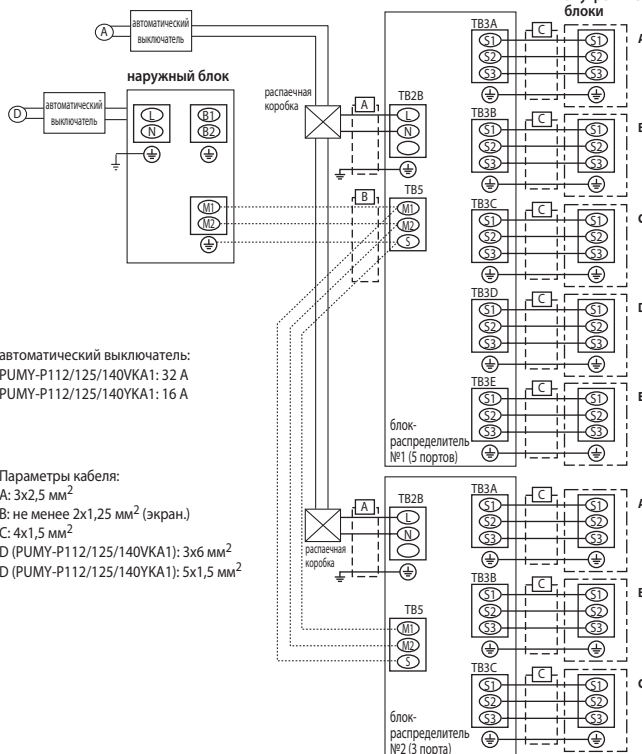 блоки
A
автоматический
выключатель
наружный блок
D
автоматический
выключатель
L
N
B1
B2
M1
M2
распаечная
коробка
A
TB2B
L
N
B
TB5
M1
M2
S
TB3A
C
S1 S1
S2 S2
S3 S3
TB3B
C
S1 S1
S2 S2
S3 S3
TB3C
C
S1 S1
S2 S2
S3 S3
TB3D
C
S1 S1
S2 S2
S3 S3
TB3E
C
S1 S1
S2 S2
S3 S3
блок-
распределитель
№1 (5 портов)
автоматический выключатель:
PUMY-P112/125/140VKA1: 32 A
PUMY-P112/125/140YKA1: 16 A
Параметры кабеля:
A: 3x2,5 мм²
B: не менее 2x1,25 мм² (экран.)
C: 4x1,5 мм²
D (PUMY-P112/125/140VKA1): 3x6 мм²
D (PUMY-P112/125/140YKA1): 5x1,5 мм²
распаечная
коробка
A
TB2B
L
N
TB5
M1
M2
S
TB3A
C
S1 S1
S2 S2
S3 S3
TB3B
C
S1 S1
S2 S2
S3 S3
TB3C
C
S1 S1
S2 S2
S3 S3
блок-
распределитель
№2 (3 порта)